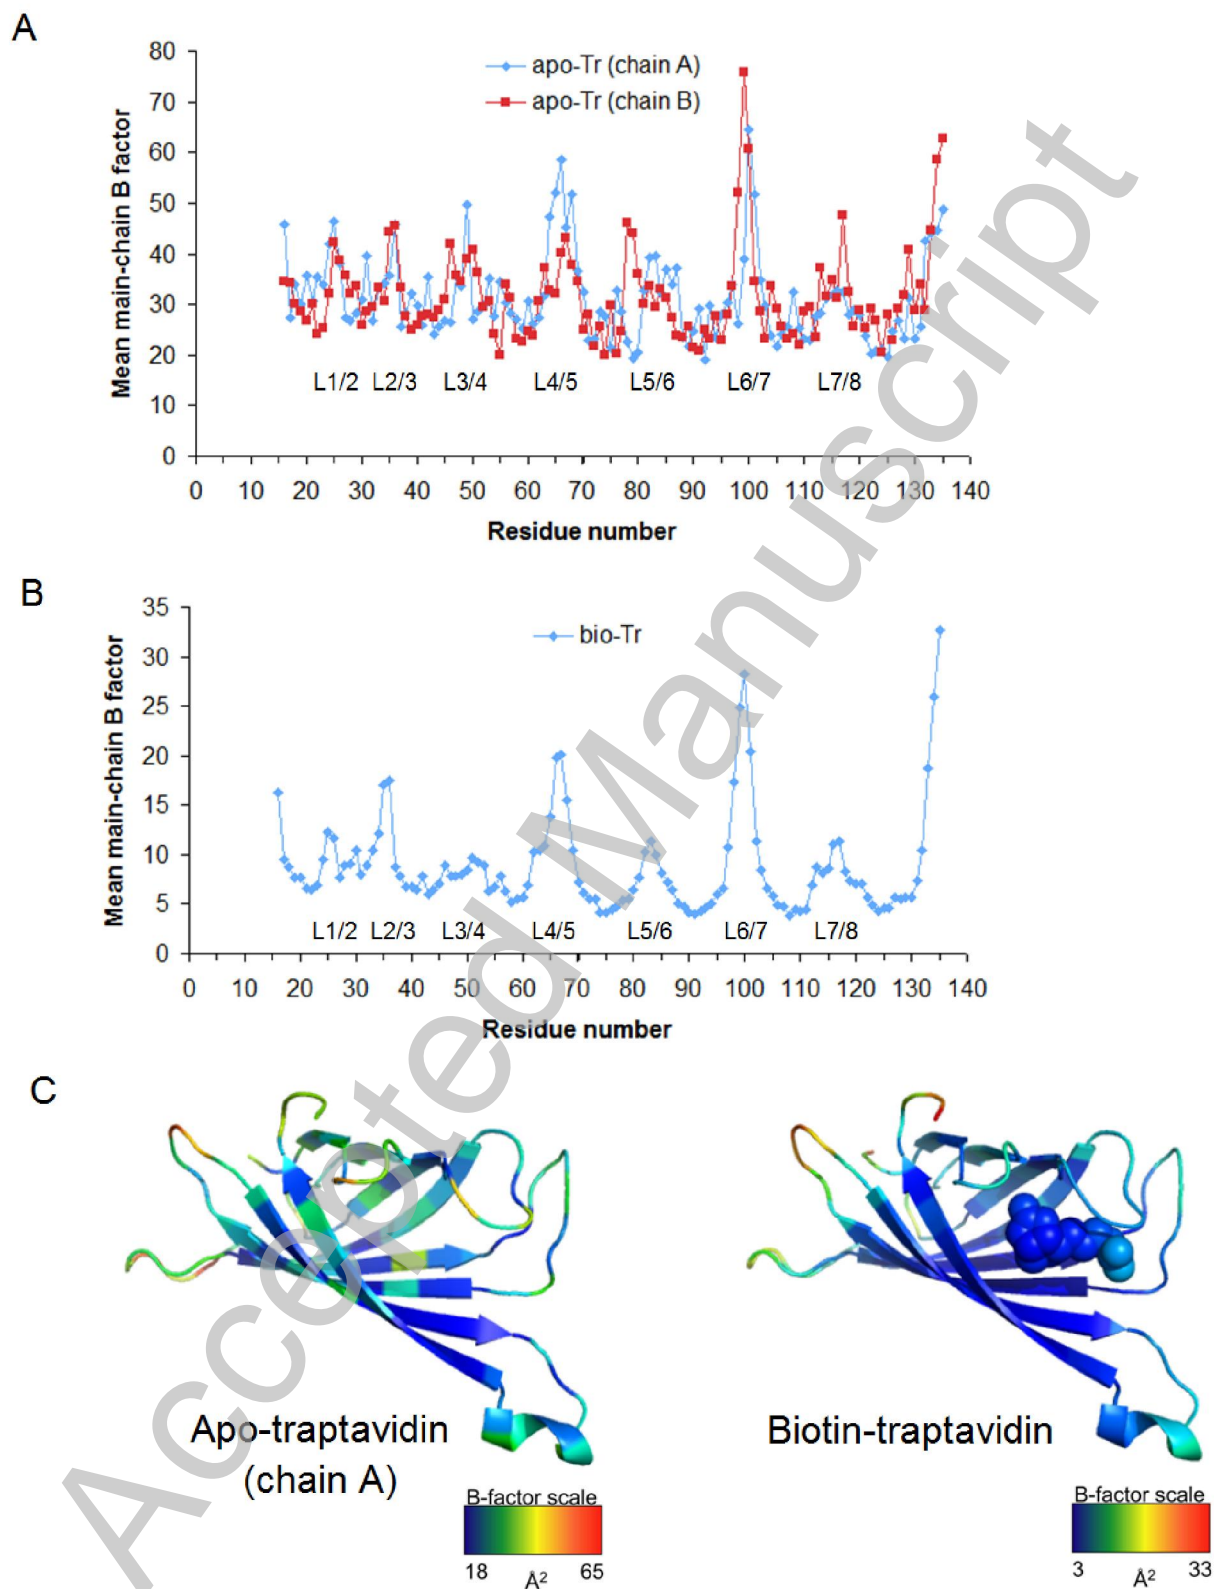 A
80
apo-Tr (chain A)
apo-Tr (chain B)
70
60
50
40
30
20
10
0
Mean main-chain B factor
L1/2 L2/3 L3/4 L4/5 L5/6 L6/7 L7/8
0 10 20 30 40 50 60 70 80 90 100 110 120 130 140
Residue number
B
35
bio-Tr
30
25
20
15
10
5
0
Mean main-chain B factor
L1/2 L2/3 L3/4 L4/5 L5/6 L6/7 L7/8
0 10 20 30 40 50 60 70 80 90 100 110 120 130 140
Residue number
C
Apo-traptavidin
(chain A)
B-factor scale
18 Å² 65
Biotin-traptavidin
B-factor scale
3 Å² 33
Accepted Manuscript